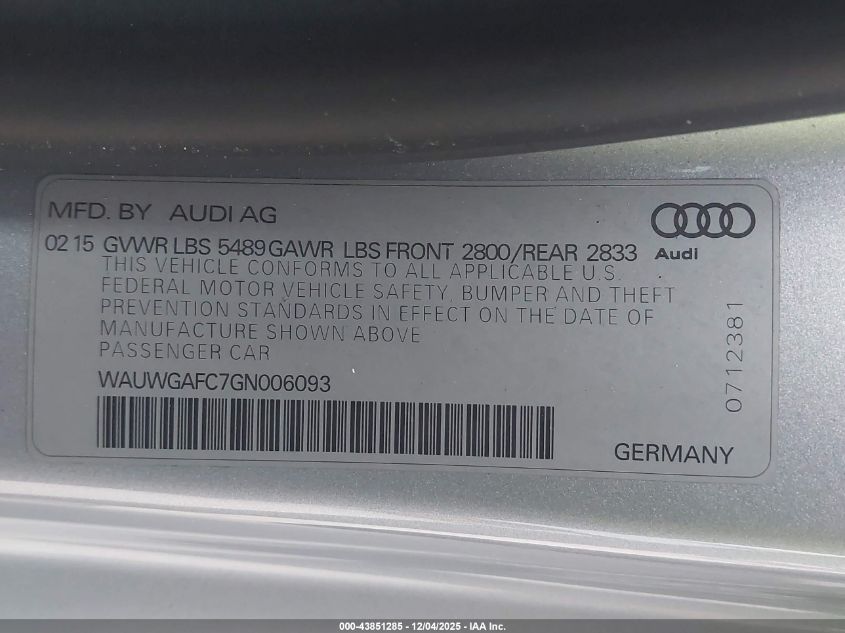 MFD. BY AUDI AG
02 15 GVWR LBS 5489 GAWR LBS FRONT 2800/REAR 2833
Audi
THIS VEHICLE CONFORMS TO ALL APPLICABLE U.S.
FEDERAL MOTOR VEHICLE SAFETY, BUMPER AND THEFT
PREVENTION STANDARDS IN EFFECT ON THE DATE OF
MANUFACTURE SHOWN ABOVE
PASSENGER CAR
WAUWGAFC7GN006093
0712381
GERMANY
000-43851285 - 12/04/2025 - IAA Inc.